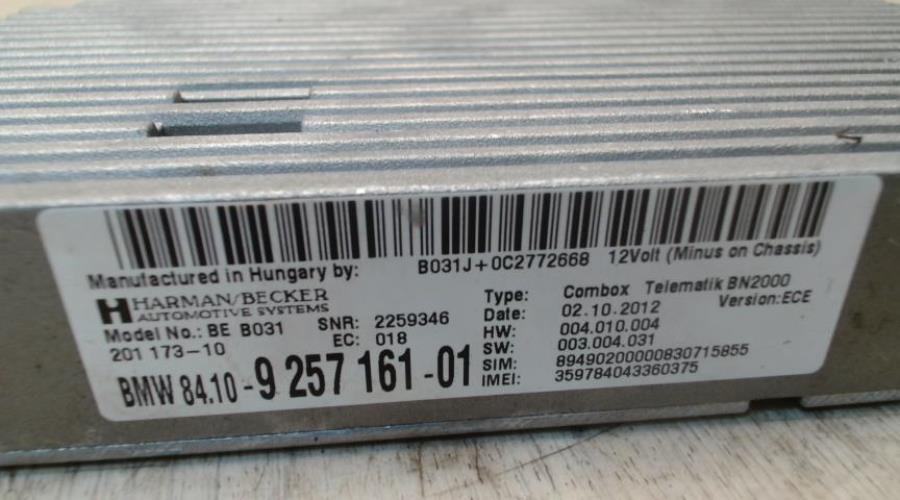 B031J+0C2772668 12Volt (Minus on Chassis)
Manufactured in Hungary by:
HARMAN/BECKER
AUTOMOTIVE SYSTEMS
Model No.: BE B031 SNR: 2259346
201 173-10 EC: 018
BMW 84.10-9 257 161-01
Type: Combox Telematik BN2000
Date: 02.10.2012 Version:ECE
HW: 004.010.004
SW: 003.004.031
SIM: 89490200000830715855
IMEI: 359784043360375